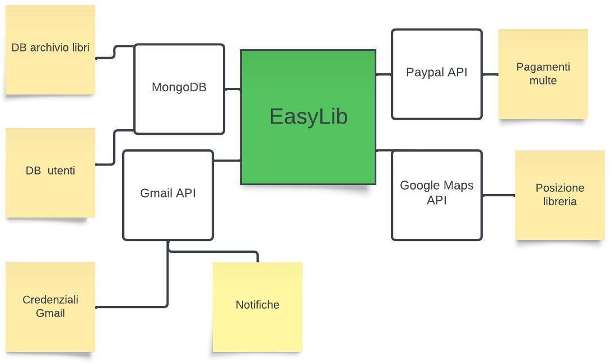 DB archivio libri
MongoDB
EasyLib
Paypal API
Pagamenti
multe
DB utenti
Gmail API
Google Maps
API
Posizione
libreria
Credenziali
Gmail
Notifiche